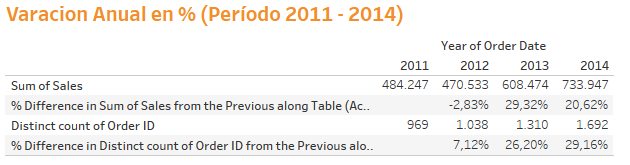 Varacion Anual en % (Período 2011 - 2014)
Year of Order Date
2011 2012 2013 2014
Sum of Sales 484.247 470.533 608.474 733.947
% Difference in Sum of Sales from the Previous along Table (Ac.. -2,83% 29,32% 20,62%
Distinct count of Order ID 969 1.038 1.310 1.692
% Difference in Distinct count of Order ID from the Previous alo.. 7,12% 26,20% 29,16%